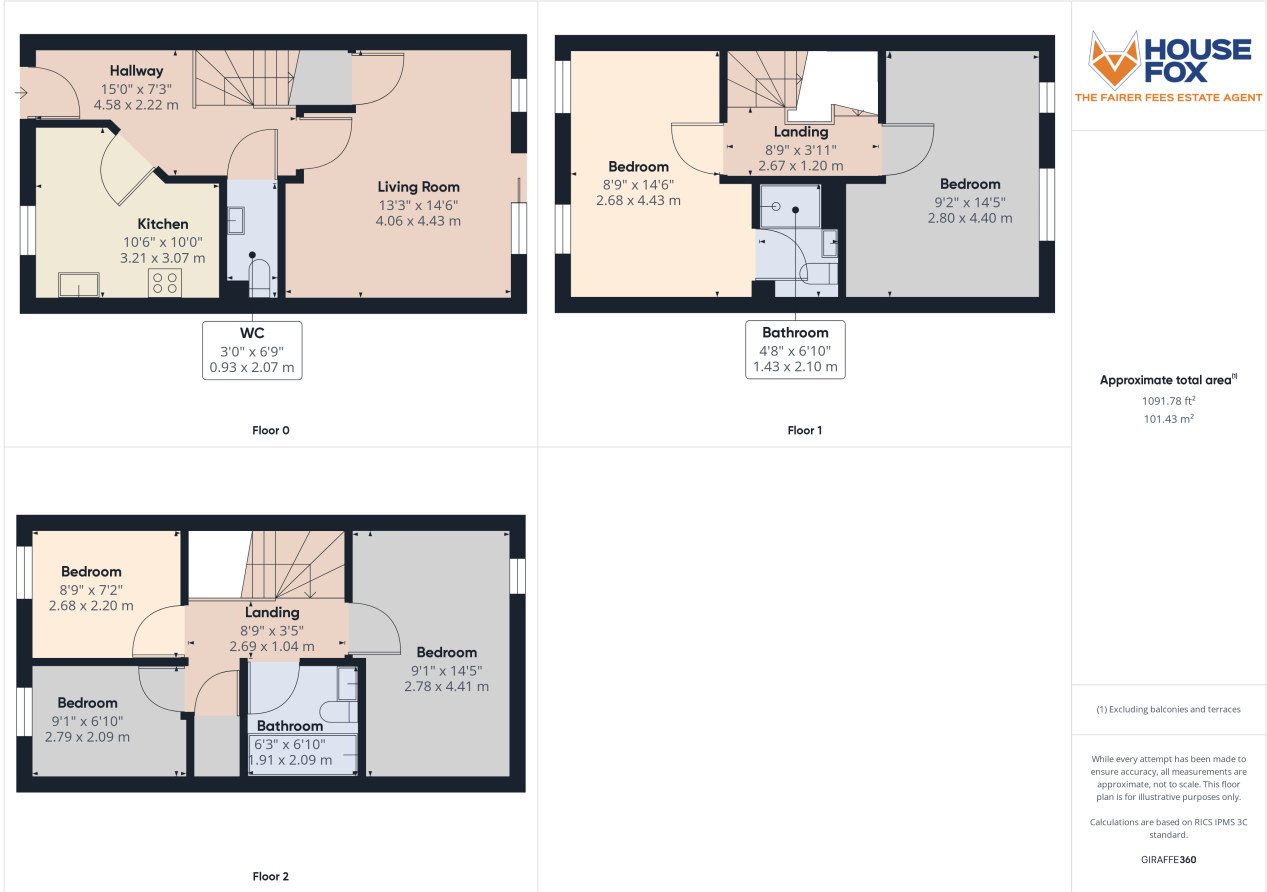 Hallway
15'0" x 7'3"
4.58 x 2.22 m
Living Room
13'3" x 14'6"
4.06 x 4.43 m
Kitchen
10'6" x 10'0"
3.21 x 3.07 m
WC
3'0" x 6'9"
0.93 x 2.07 m
Floor 0
Landing
8'9" x 3'11"
2.67 x 1.20 m
Bedroom
8'9" x 14'6"
2.68 x 4.43 m
Bedroom
9'2" x 14'5"
2.80 x 4.40 m
Bathroom
4'8" x 6'10"
1.43 x 2.10 m
Floor 1
Bedroom
8'9" x 7'2"
2.68 x 2.20 m
Landing
8'9" x 3'5"
2.69 x 1.04 m
Bedroom
9'1" x 14'5"
2.78 x 4.41 m
Bedroom
9'1" x 6'10"
2.79 x 2.09 m
Bathroom
6'3" x 6'10"
1.91 x 2.09 m
Floor 2
HOUSE
FOX
THE FAIRER FEES ESTATE AGENT
Approximate total area(1)
1091.78 ft²
101.43 m²
(1) Excluding balconies and terraces
While every attempt has been made to
ensure accuracy, all measurements are
approximate, not to scale. This floor
plan is for illustrative purposes only.
Calculations are based on RICS IPMS 3C
standard.
GIRAFFE360